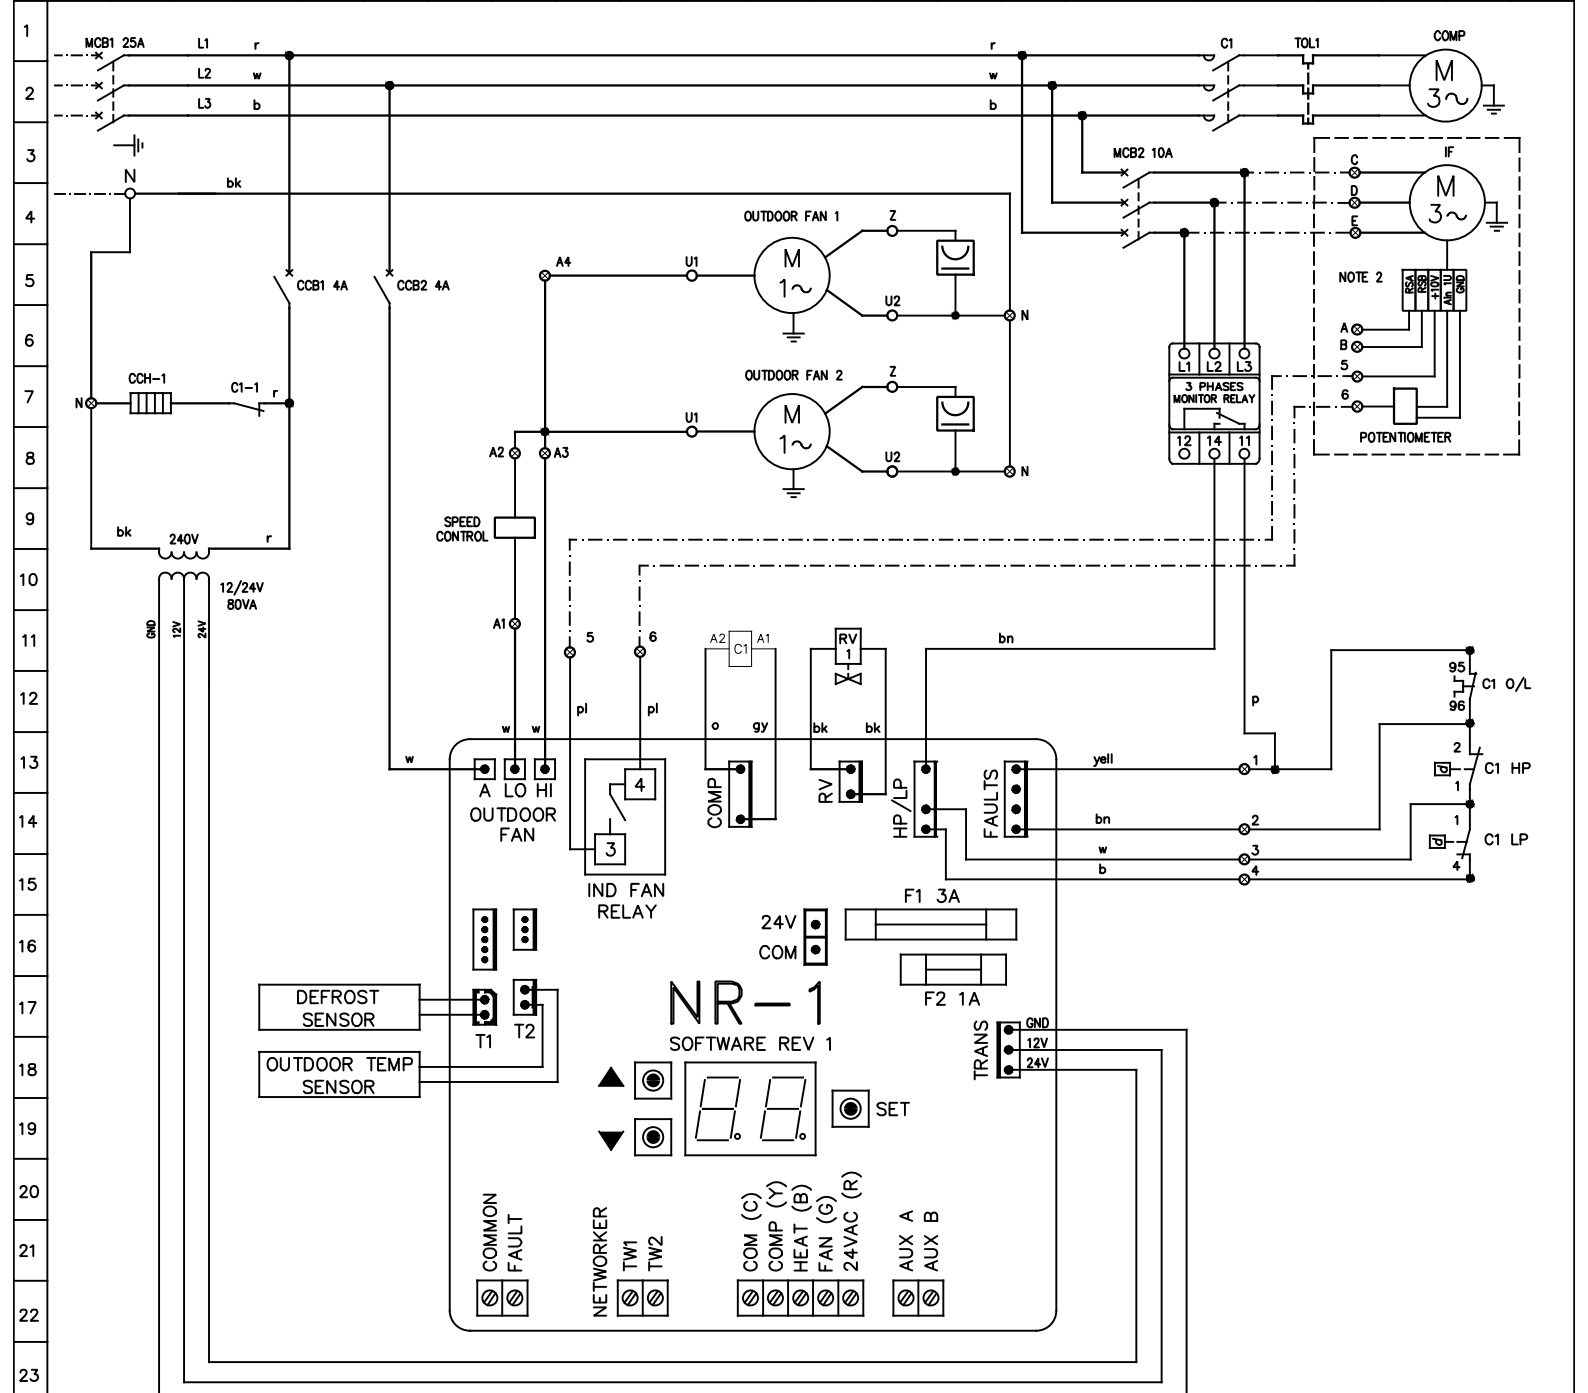 1
MCB1 25A
L1
r
r
C1
TOL1
COMP
M
3~
2
L2
w
w
L3
b
b
3
N
bk
MCB2 10A
C
IF
M
3~
D
E
4
OUTDOOR FAN 1
Z
A4
U1
M
1~
U2
N
5
CCB1 4A
CCB2 4A
NOTE 2
RSA
RSB
+10V
Ain 1U
GND
6
A
B
5
6
POTENTIOMETER
L1
L2
L3
3 PHASES
MONITOR RELAY
12
14
11
7
CCH-1
C1-1
r
N
OUTDOOR FAN 2
Z
U1
M
1~
U2
N
8
A2
A3
9
bk
240V
r
SPEED
CONTROL
10
12/24V
80VA
GND
12V
24V
11
A1
5
6
A2
C1
A1
RV
1
bn
95
C1 O/L
96
12
pl
pl
w
w
o
gy
bk
bk
p
13
w
A
LO
HI
OUTDOOR
FAN
4
3
IND FAN
RELAY
COMP
RV
HP/LP
FAULTS
yell
1
2
P
C1 HP
1
14
bn
2
w
3
b
4
1
P
C1 LP
4
15
F1 3A
16
24V
COM
F2 1A
17
DEFROST
SENSOR
T1
T2
NR-1
SOFTWARE REV 1
TRANS
GND
12V
24V
18
OUTDOOR TEMP
SENSOR
SET
19
20
21
COMMON
FAULT
NETWORKER
TW1
TW2
COM (C)
COMP (Y)
HEAT (B)
FAN (G)
24VAC (R)
AUX A
AUX B
22
23